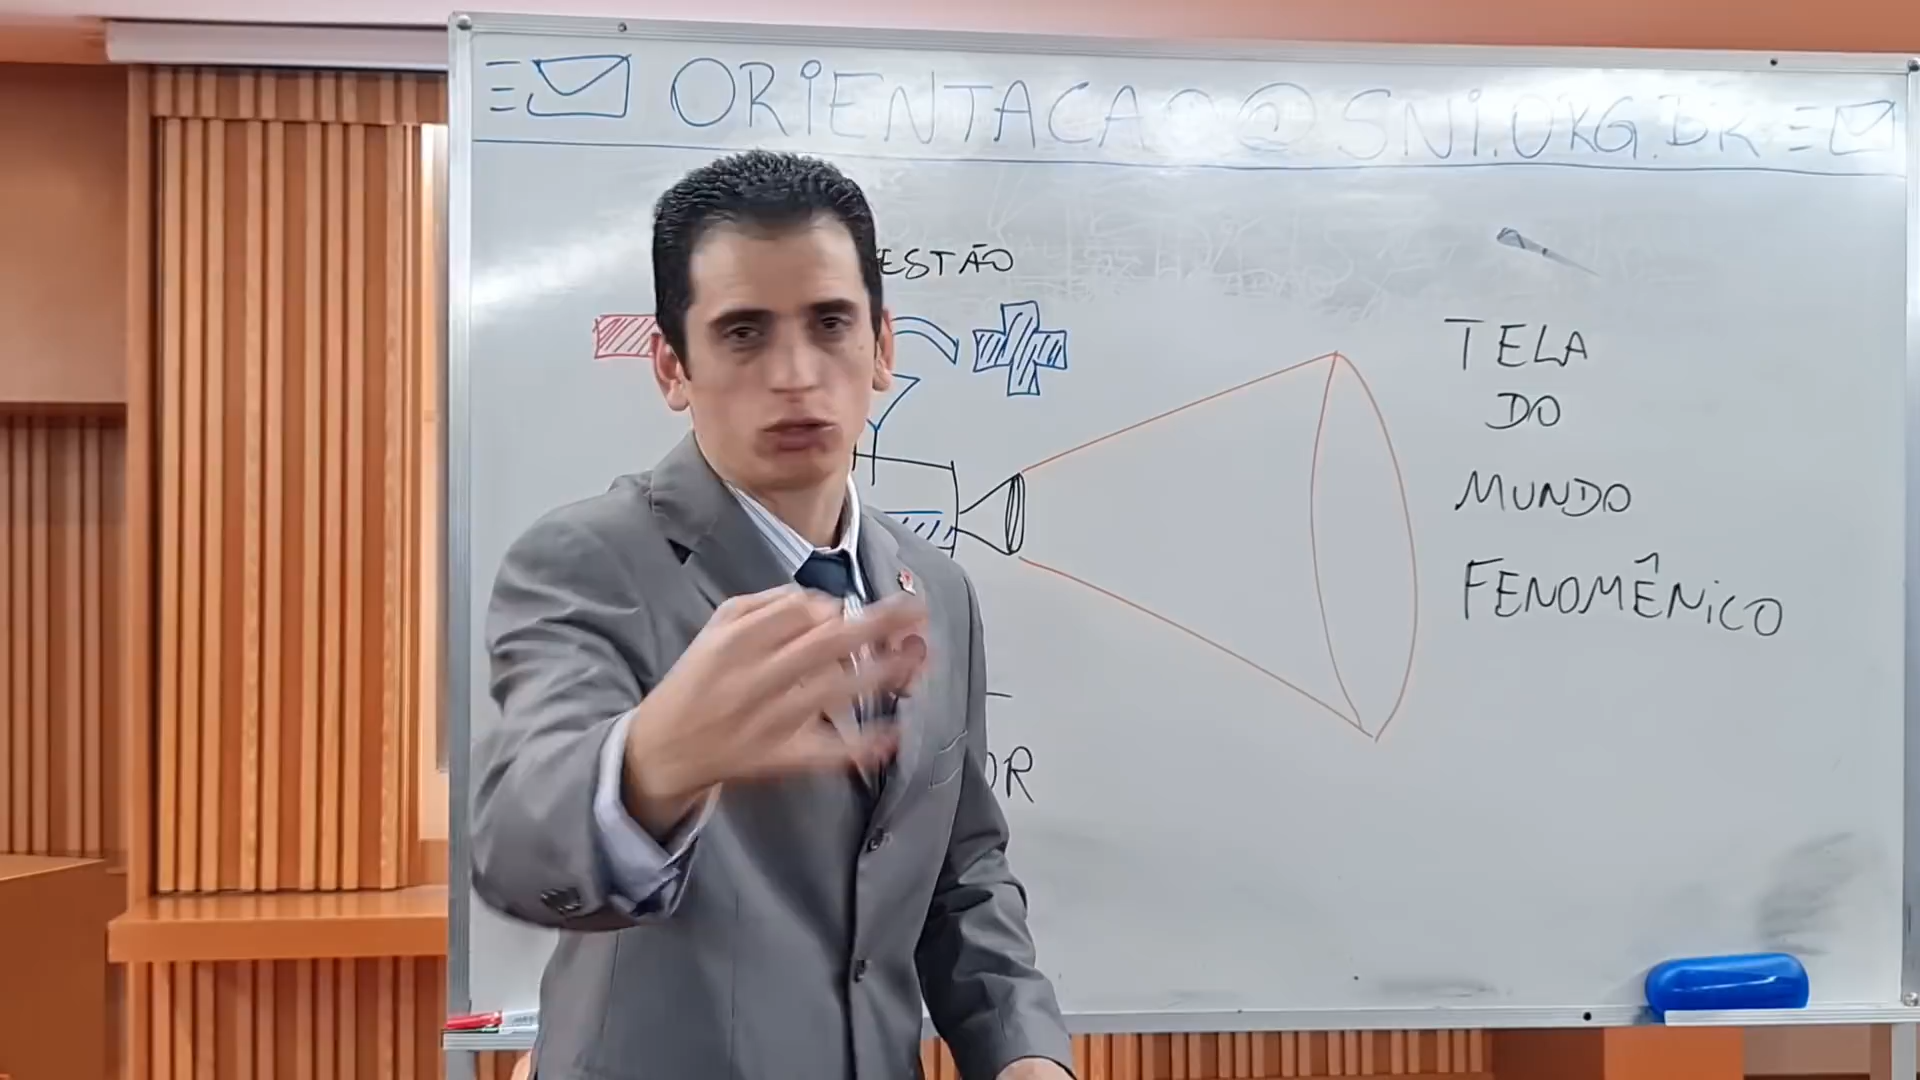 ORIENTACAO@SNI.ORG.BR
ESTÃO
TELA
DO
MUNDO
FENOMÊNICO
OR